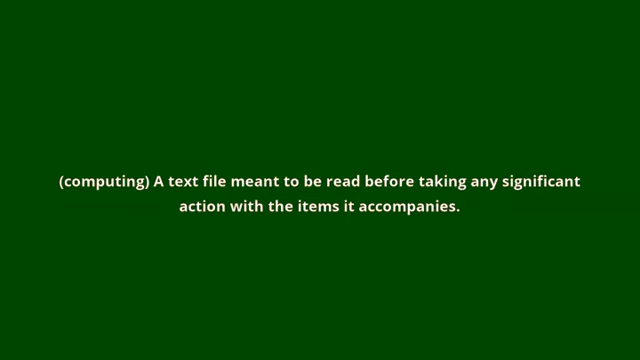 (computing) A text file meant to be read before taking any significant
action with the items it accompanies.